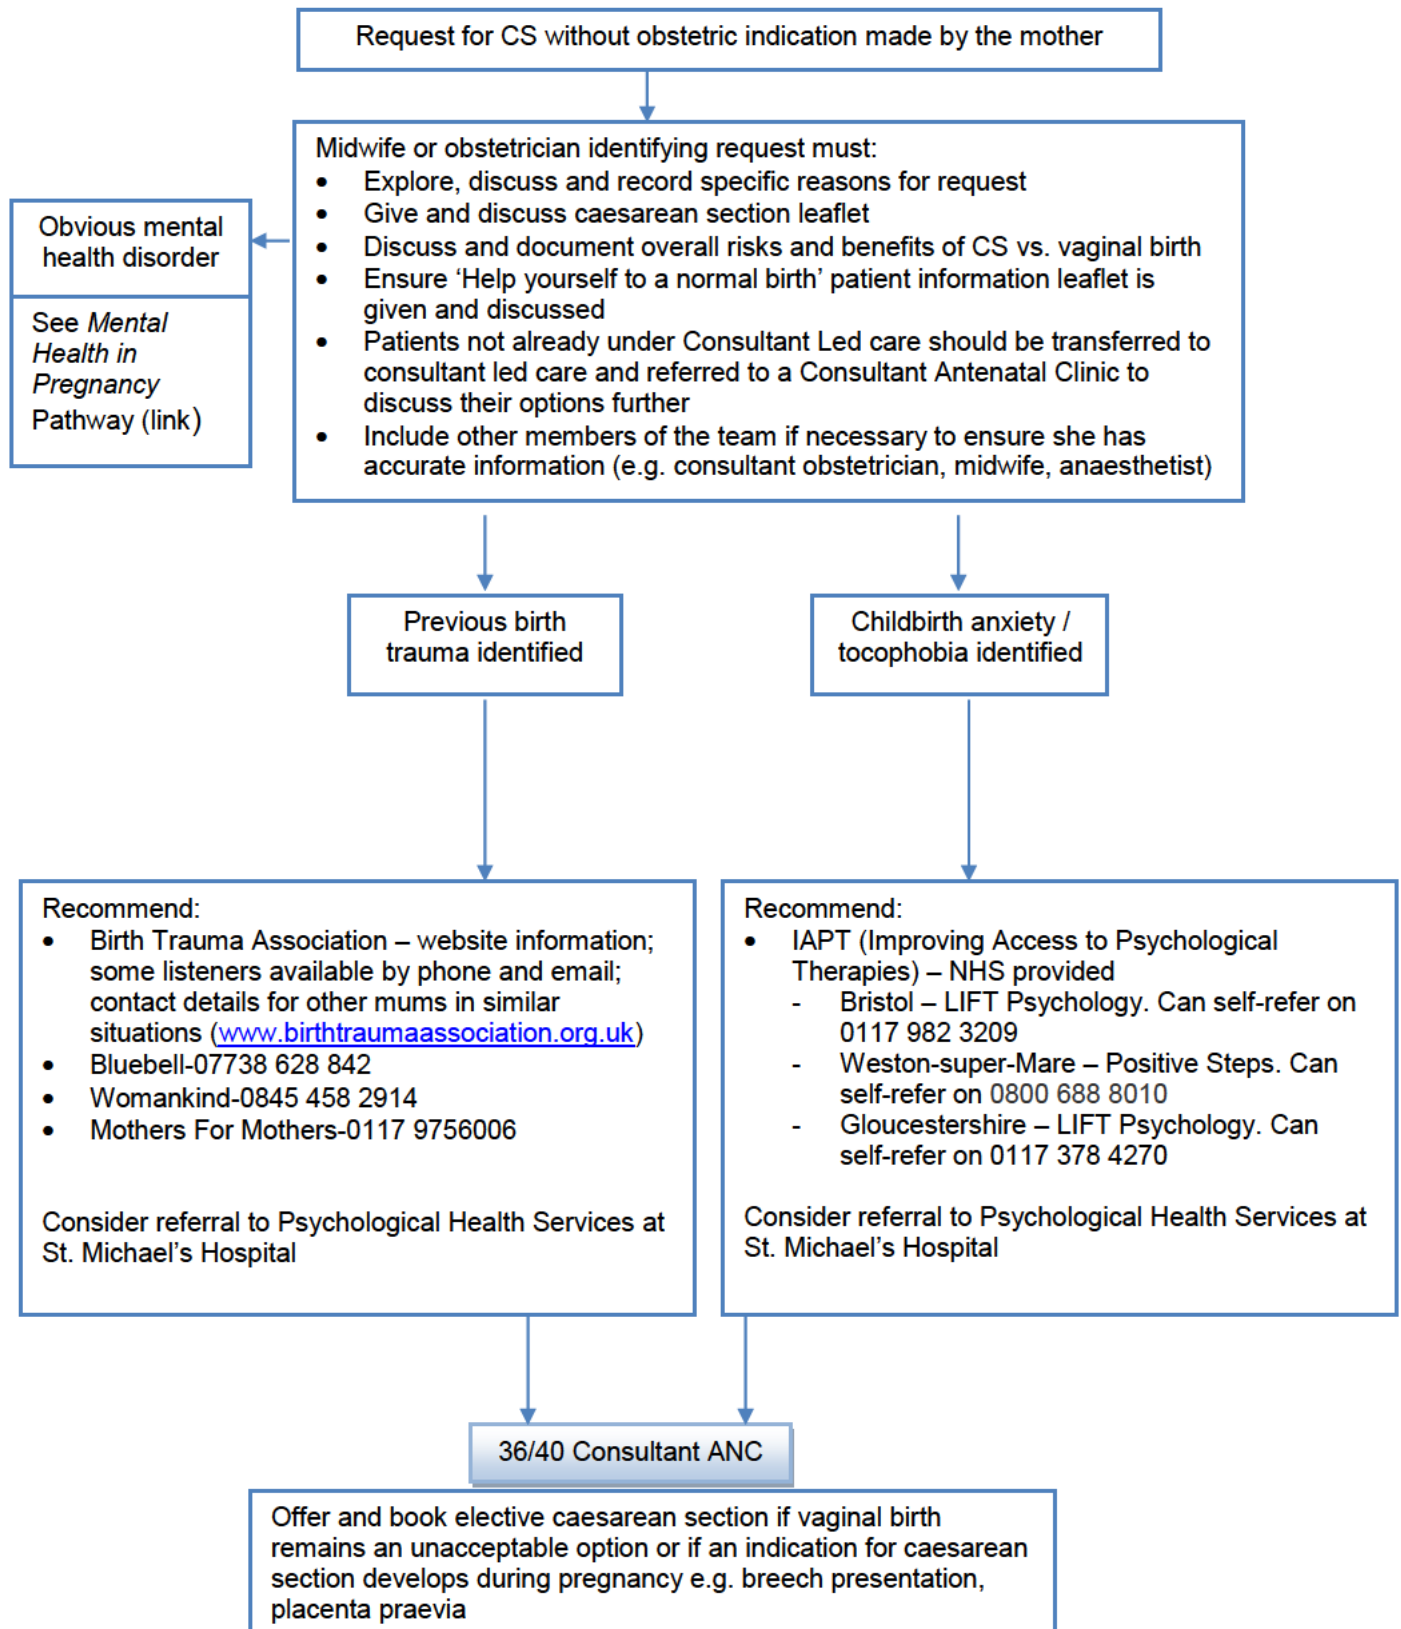 Request for CS without obstetric indication made by the mother
Midwife or obstetrician identifying request must:
• Explore, discuss and record specific reasons for request
• Give and discuss caesarean section leaflet
• Discuss and document overall risks and benefits of CS vs. vaginal birth
• Ensure ‘Help yourself to a normal birth’ patient information leaflet is
given and discussed
• Patients not already under Consultant Led care should be transferred to
consultant led care and referred to a Consultant Antenatal Clinic to
discuss their options further
• Include other members of the team if necessary to ensure she has
accurate information (e.g. consultant obstetrician, midwife, anaesthetist)
Obvious mental
health disorder
See Mental
Health in
Pregnancy
Pathway (link)
Previous birth
trauma identified
Childbirth anxiety /
tocophobia identified
Recommend:
• Birth Trauma Association – website information;
some listeners available by phone and email;
contact details for other mums in similar
situations (www.birthtraumaassociation.org.uk)
• Bluebell-07738 628 842
• Womankind-0845 458 2914
• Mothers For Mothers-0117 9756006
Consider referral to Psychological Health Services at
St. Michael’s Hospital
Recommend:
• IAPT (Improving Access to Psychological
Therapies) – NHS provided
- Bristol – LIFT Psychology. Can self-refer on
0117 982 3209
- Weston-super-Mare – Positive Steps. Can
self-refer on 0800 688 8010
- Gloucestershire – LIFT Psychology. Can
self-refer on 0117 378 4270
Consider referral to Psychological Health Services at
St. Michael’s Hospital
36/40 Consultant ANC
Offer and book elective caesarean section if vaginal birth
remains an unacceptable option or if an indication for caesarean
section develops during pregnancy e.g. breech presentation,
placenta praevia